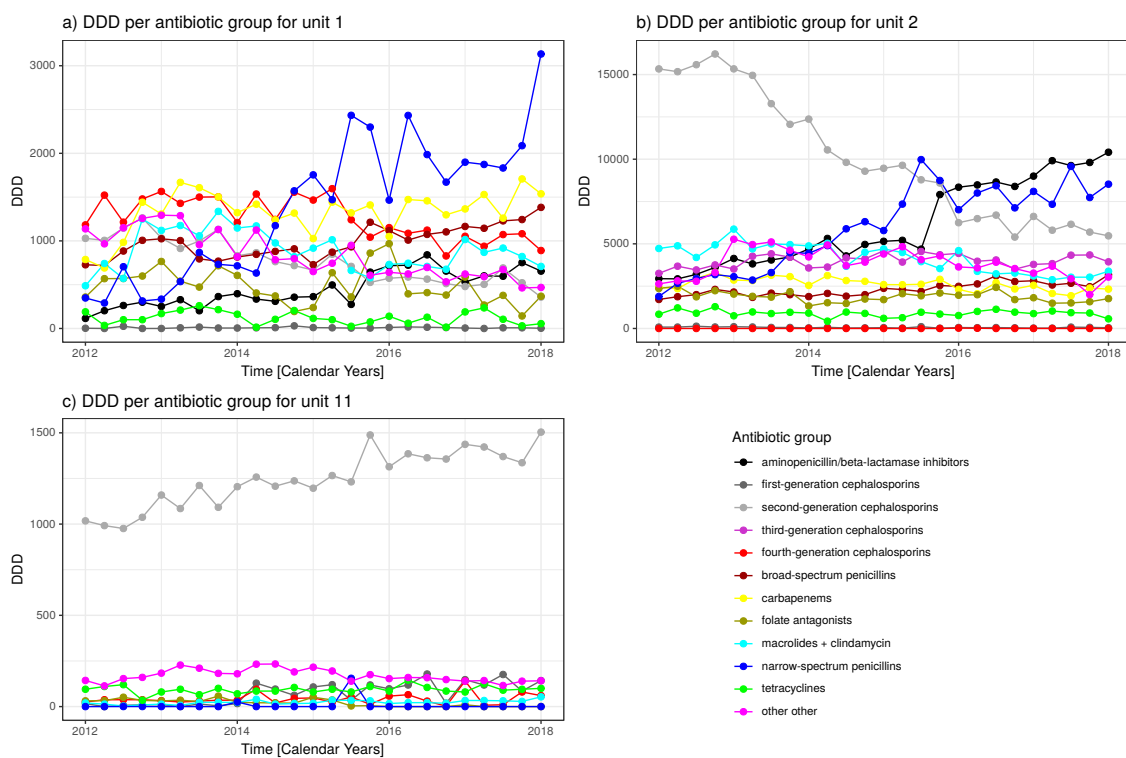 a) DDD per antibiotic group for unit 1
3000
2000
1000
0
DDD
2012
2014
2016
2018
Time [Calendar Years]
b) DDD per antibiotic group for unit 2
15000
10000
5000
0
DDD
2012
2014
2016
2018
Time [Calendar Years]
c) DDD per antibiotic group for unit 11
1500
1000
500
0
DDD
2012
2014
2016
2018
Time [Calendar Years]
Antibiotic group
aminopenicillin/beta-lactamase inhibitors
first-generation cephalosporins
second-generation cephalosporins
third-generation cephalosporins
fourth-generation cephalosporins
broad-spectrum penicillins
carbapenems
folate antagonists
macrolides + clindamycin
narrow-spectrum penicillins
tetracyclines
other other